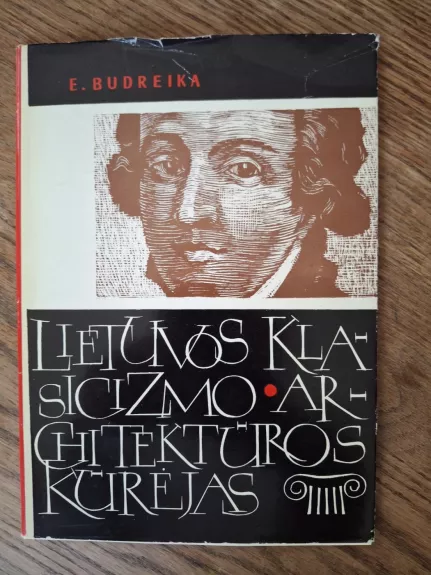 E. BUDREIKA
LIETUVOS KLA-
SICIZMO • AR-
CHITEKTŪROS
KŪRĖJAS